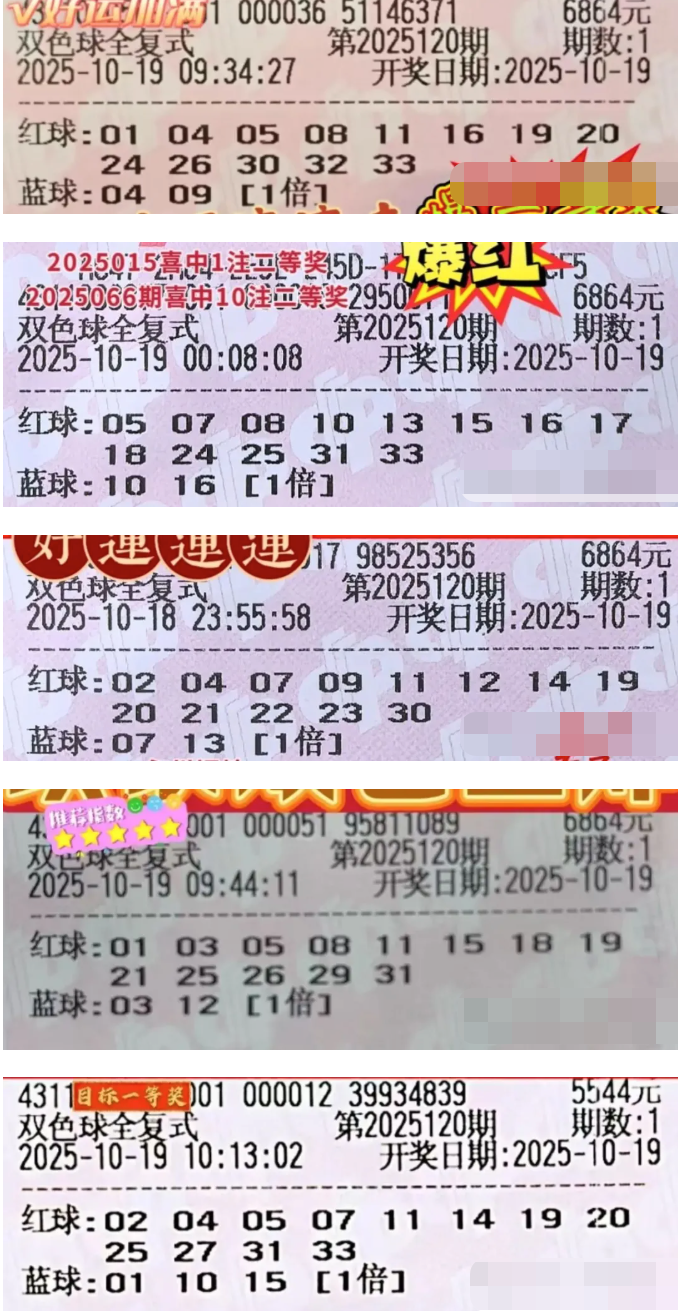 好运加满
1 000036 51146371 6864元
双色球全复式 第2025120期 期数:1
2025-10-19 09:34:27 开奖日期:2025-10-19
红球:01 04 05 08 11 16 19 20
24 26 30 32 33
蓝球:04 09 [1倍]
2025015喜中1注二等奖
爆红
2025066期喜中10注二等奖 6864元
双色球全复式 第2025120期 期数:1
2025-10-19 00:08:08 开奖日期:2025-10-19
红球:05 07 08 10 13 15 16 17
18 24 25 31 33
蓝球:10 16 [1倍]
好運連連
17 98525356 6864元
双色球全复式 第2025120期 期数:1
2025-10-18 23:55:58 开奖日期:2025-10-19
红球:02 04 07 09 11 12 14 19
20 21 22 23 30
蓝球:07 13 [1倍]
推荐指数
001 000051 95811089 6864元
双色球全复式 第2025120期 期数:1
2025-10-19 09:44:11 开奖日期:2025-10-19
红球:01 03 05 08 11 15 18 19
21 25 26 29 31
蓝球:03 12 [1倍]
4311 目标一等奖 001 000012 39934839 5544元
双色球全复式 第2025120期 期数:1
2025-10-19 10:13:02 开奖日期:2025-10-19
红球:02 04 05 07 11 14 19 20
25 27 31 33
蓝球:01 10 15 [1倍]